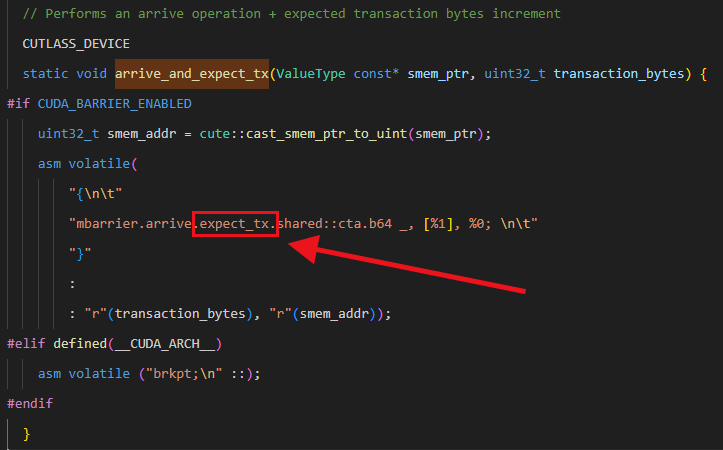 // Performs an arrive operation + expected transaction bytes increment
CUTLASS_DEVICE
static void arrive_and_expect_tx(ValueType const* smem_ptr, uint32_t transaction_bytes) {
#if CUDA_BARRIER_ENABLED
uint32_t smem_addr = cute::cast_smem_ptr_to_uint(smem_ptr);
asm volatile(
"{\n\t"
"mbarrier.arrive.expect_tx.shared::cta.b64 _, [%1], %0; \n\t"
"}"
:
: "r"(transaction_bytes), "r"(smem_addr));
#elif defined(__CUDA_ARCH__)
asm volatile ("brkpt;\n" ::);
#endif
}